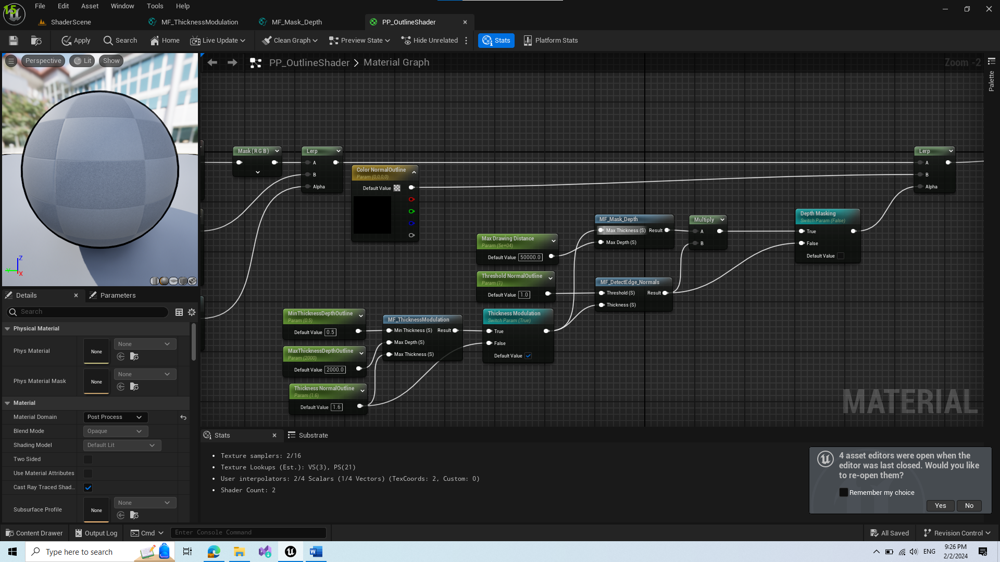 File Edit Asset Window Tools Help
ShaderScene MF_ThicknessModulation MF_Mask_Depth PP_OutlineShader
Apply Search Home Live Update Clean Graph Preview State Hide Unrelated Stats Platform Stats
Perspective Lit Show
PP_OutlineShader > Material Graph
Zoom -2
Palette
Mask (R G B)
Lerp
A
B
Alpha
Color NormalOutline
Param (0,0,0,0)
Default Value
Max Drawing Distance
Param (5e+04)
Default Value 50000.0
Threshold NormalOutline
Param (1)
Default Value 1.0
MF_Mask_Depth
Max Thickness (S) Result
Max Depth (S)
Multiply
A
B
MF_DetectEdge_Normals
Threshold (S) Result
Thickness (S)
Depth Masking
Switch Param (False)
True
False
Default Value
Lerp
A
B
Alpha
MinThicknessDepthOutline
Param (0.5)
Default Value 0.5
MaxThicknessDepthOutline
Param (2000)
Default Value 2000.0
Thickness NormalOutline
Param (1.6)
Default Value 1.6
MF_ThicknessModulation
Min Thickness (S) Result
Max Depth (S)
Max Thickness (S)
Thickness Modulation
Switch Param (True)
True
False
Default Value
MATERIAL
Z
X
Details Parameters
Search
Physical Material
Phys Material None None
Phys Material Mask None None
Material
Material Domain Post Process
Blend Mode Opaque
Shading Model Default Lit
Two Sided
Use Material Attributes
Cast Ray Traced Shad...
Subsurface Profile None None
Stats Substrate
• Texture samplers: 2/16
• Texture Lookups (Est.): VS(3), PS(21)
• User interpolators: 2/4 Scalars (1/4 Vectors) (TexCoords: 2, Custom: 0)
• Shader Count: 2
4 asset editors were open when the
editor was last closed. Would you like
to re-open them?
Remember my choice
Yes No
Content Drawer Output Log Cmd Enter Console Command All Saved Revision Control
Type here to search
ENG
9:26 PM
2/2/2024